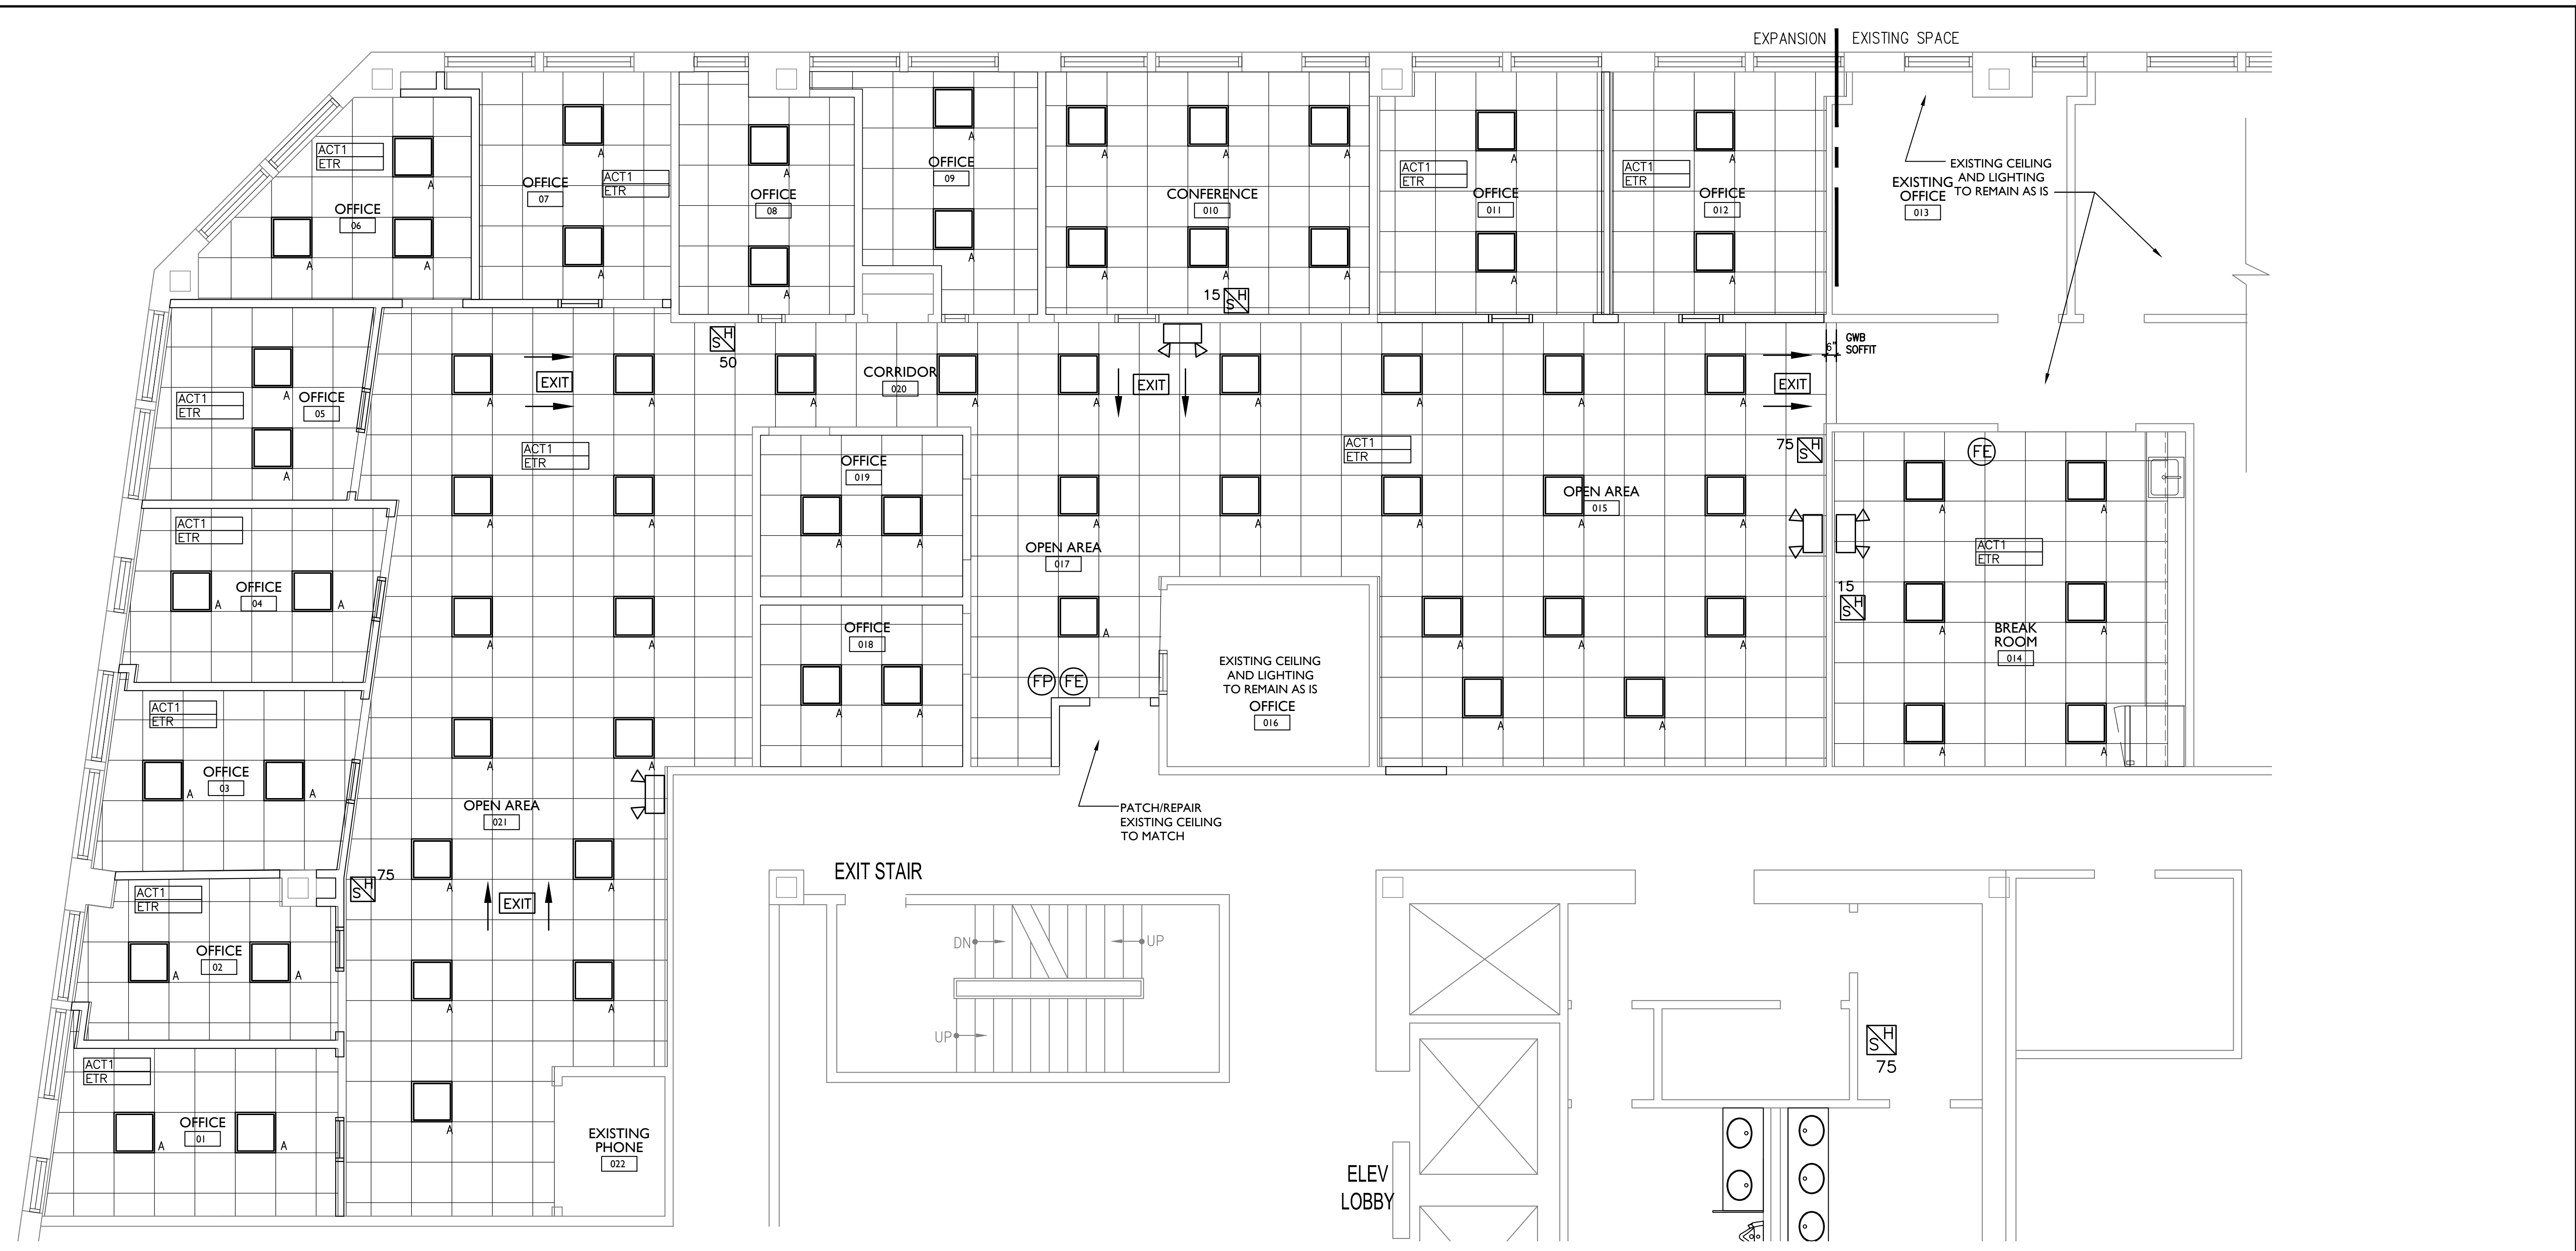 EXPANSION
EXISTING SPACE
ACT1
ETR
A
OFFICE
06
A
A
A
OFFICE
07
ACT1
ETR
A
A
OFFICE
08
A
A
OFFICE
09
A
A
A
A
CONFERENCE
010
A
A
A
15
S H
ACT1
ETR
A
OFFICE
011
A
ACT1
ETR
A
OFFICE
012
A
EXISTING CEILING
AND LIGHTING
TO REMAIN AS IS
EXISTING
OFFICE
013
6"
GWB
SOFFIT
ACT1
ETR
A
OFFICE
05
A
EXIT
S H
50
CORRIDOR
020
EXIT
EXIT
A
A
A
A
A
A
A
A
A
ACT1
ETR
ACT1
ETR
75
S H
FE
OFFICE
019
A
A
A
A
OPEN AREA
015
A
A
A
A
A
A
A
ACT1
ETR
OFFICE
04
A
A
OPEN AREA
017
A
ACT1
ETR
15
S H
A
A
A
A
A
OFFICE
018
A
A
A
A
A
BREAK
ROOM
014
A
A
EXISTING CEILING
AND LIGHTING
TO REMAIN AS IS
OFFICE
016
FP
FE
A
A
ACT1
ETR
OFFICE
03
A
A
A
A
A
A
OPEN AREA
021
PATCH/REPAIR
EXISTING CEILING
TO MATCH
EXIT STAIR
75
S H
A
A
EXIT
ACT1
ETR
OFFICE
02
A
A
A
A
DN
UP
UP
ACT1
ETR
OFFICE
01
A
A
A
EXISTING
PHONE
022
S H
75
ELEV
LOBBY